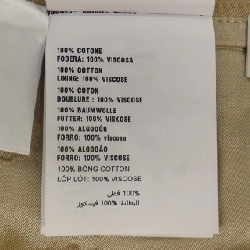 100% COTONE
FODERA: 100% VISCOSA
100% COTTON
LINING: 100% VISCOSE
100% COTON
DOUBLURE : 100% VISCOSE
100% BAUMWOLLE
FUTTER: 100% VISCOSE
100% ALGODÓN
FORRO: 100% viscosa
100% ALGODÃO
FORRO: 100% VISCOSE
100% BÔNG COTTON
LỚP LÓT: 100% VISCOSE
100% قطن
البطانة: 100% فيسكوز